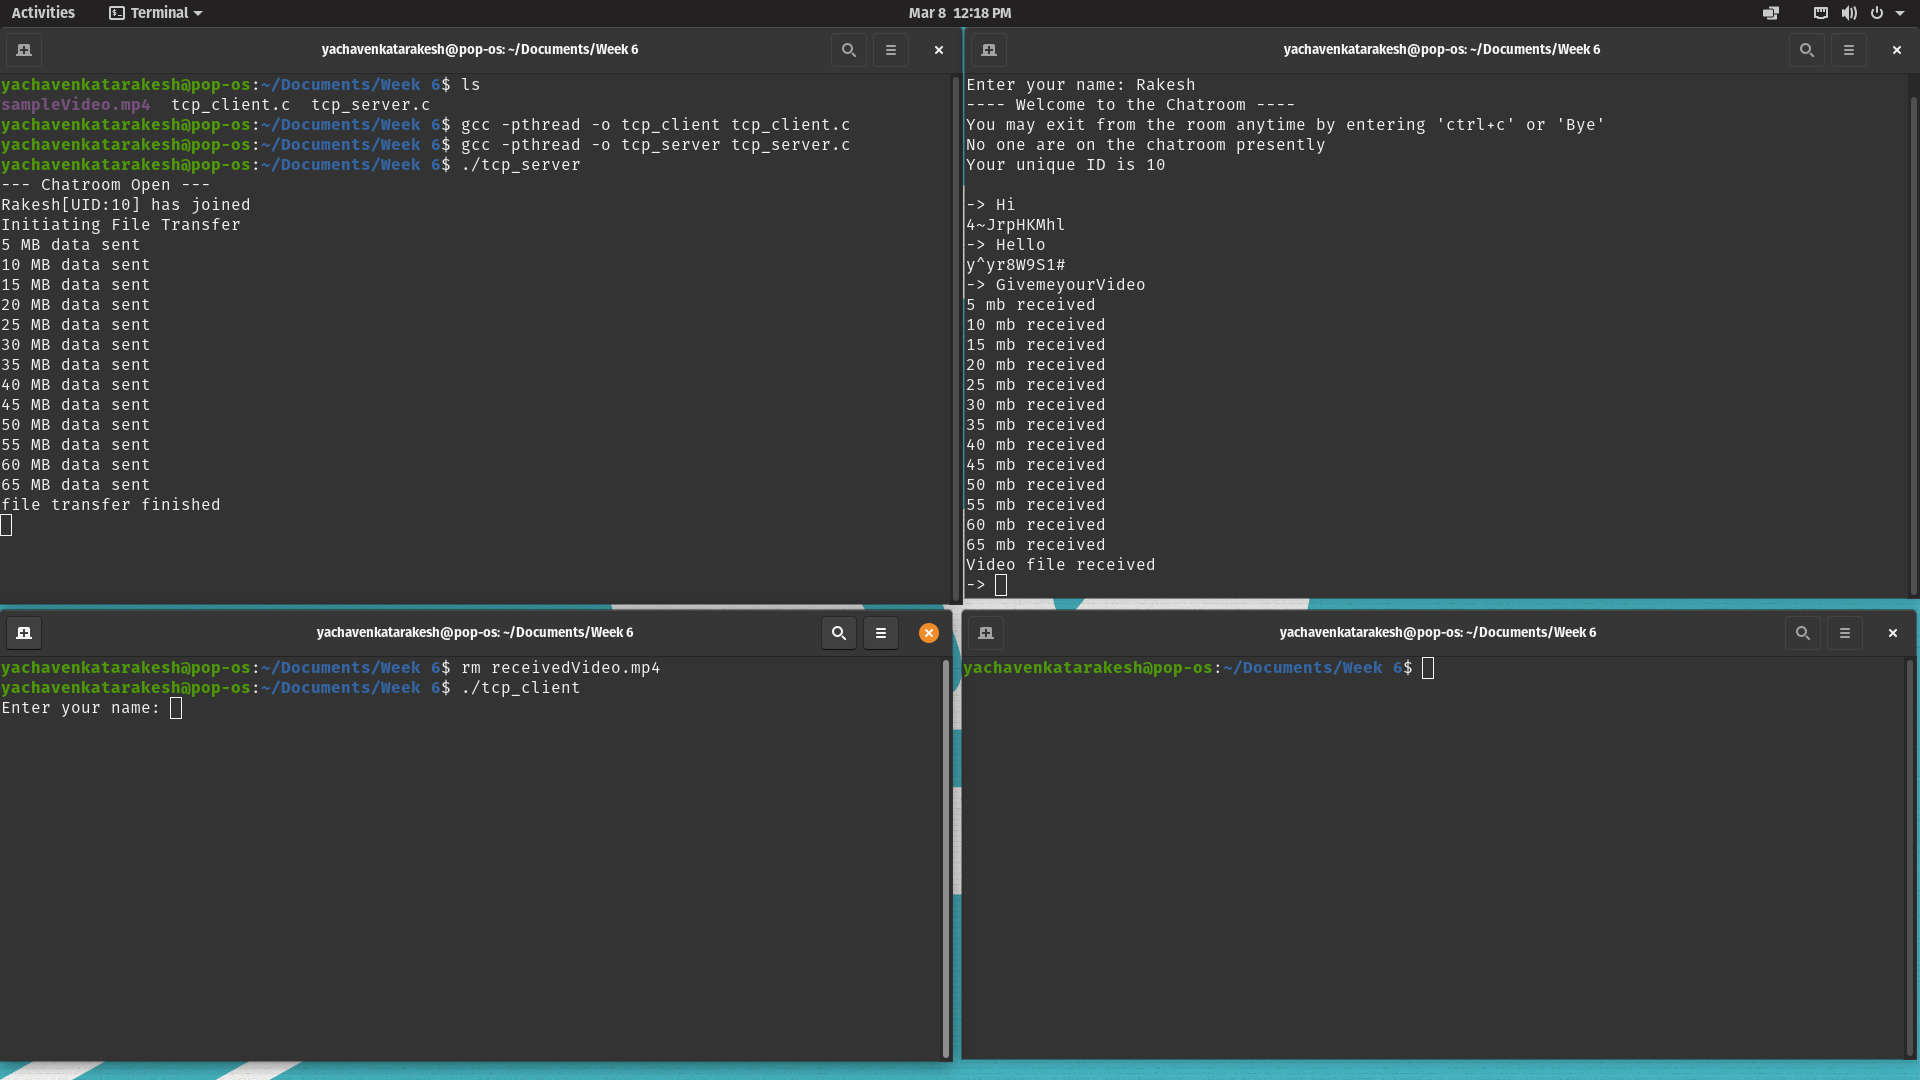 Activities Terminal Mar 8 12:18 PM
yachavenkatarakesh@pop-os: ~/Documents/Week 6
yachavenkatarakesh@pop-os:~/Documents/Week 6$ ls
sampleVideo.mp4 tcp_client.c tcp_server.c
yachavenkatarakesh@pop-os:~/Documents/Week 6$ gcc -pthread -o tcp_client tcp_client.c
yachavenkatarakesh@pop-os:~/Documents/Week 6$ gcc -pthread -o tcp_server tcp_server.c
yachavenkatarakesh@pop-os:~/Documents/Week 6$ ./tcp_server
--- Chatroom Open ---
Rakesh[UID:10] has joined
Initiating File Transfer
5 MB data sent
10 MB data sent
15 MB data sent
20 MB data sent
25 MB data sent
30 MB data sent
35 MB data sent
40 MB data sent
45 MB data sent
50 MB data sent
55 MB data sent
60 MB data sent
65 MB data sent
file transfer finished
yachavenkatarakesh@pop-os: ~/Documents/Week 6
Enter your name: Rakesh
---- Welcome to the Chatroom ----
You may exit from the room anytime by entering 'ctrl+c' or 'Bye'
No one are on the chatroom presently
Your unique ID is 10
-> Hi
4~JrpHKMhl
-> Hello
y^yr8W9S1#
-> GivemeyourVideo
5 mb received
10 mb received
15 mb received
20 mb received
25 mb received
30 mb received
35 mb received
40 mb received
45 mb received
50 mb received
55 mb received
60 mb received
65 mb received
Video file received
->
yachavenkatarakesh@pop-os: ~/Documents/Week 6
yachavenkatarakesh@pop-os:~/Documents/Week 6$ rm receivedVideo.mp4
yachavenkatarakesh@pop-os:~/Documents/Week 6$ ./tcp_client
Enter your name:
yachavenkatarakesh@pop-os: ~/Documents/Week 6
yachavenkatarakesh@pop-os:~/Documents/Week 6$